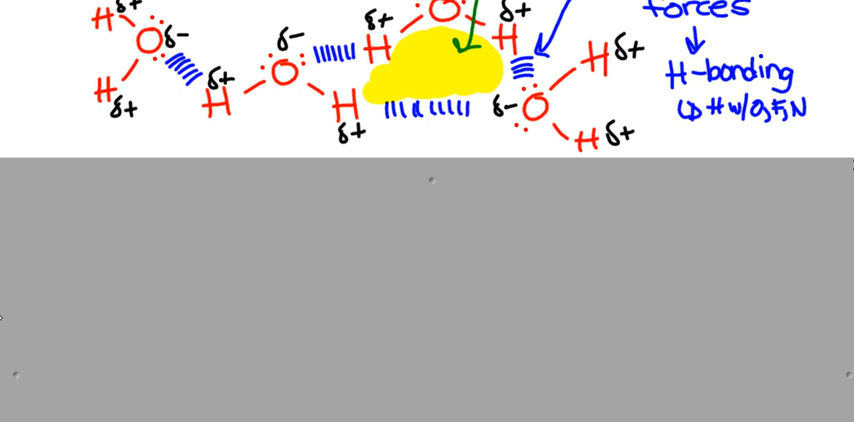 δ+ δ+ O δ+ forces
H O δ- δ- H H H δ+
H δ+ O δ- O H-bonding
δ+ H H δ+ H δ+ ↳ H w/ O, F, N